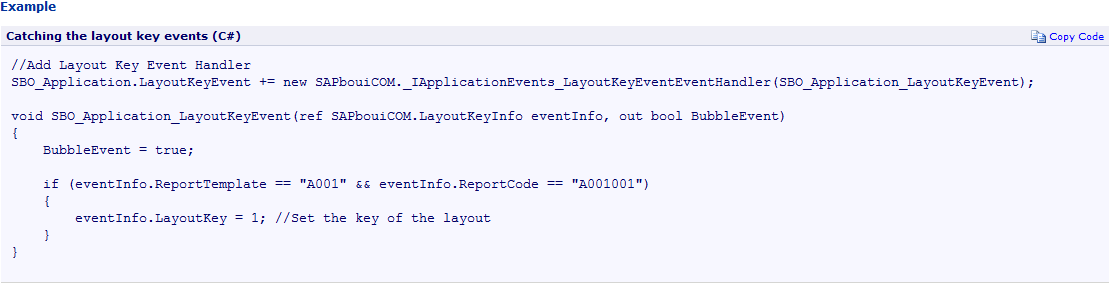 Example
Catching the layout key events (C#)
Copy Code
//Add Layout Key Event Handler
SBO_Application.LayoutKeyEvent += new SAPbouiCOM._IApplicationEvents_LayoutKeyEventEventHandler(SBO_Application_LayoutKeyEvent);
void SBO_Application_LayoutKeyEvent(ref SAPbouiCOM.LayoutKeyInfo eventInfo, out bool BubbleEvent)
{
BubbleEvent = true;
if (eventInfo.ReportTemplate == "A001" && eventInfo.ReportCode == "A001001")
{
eventInfo.LayoutKey = 1; //Set the key of the layout
}
}